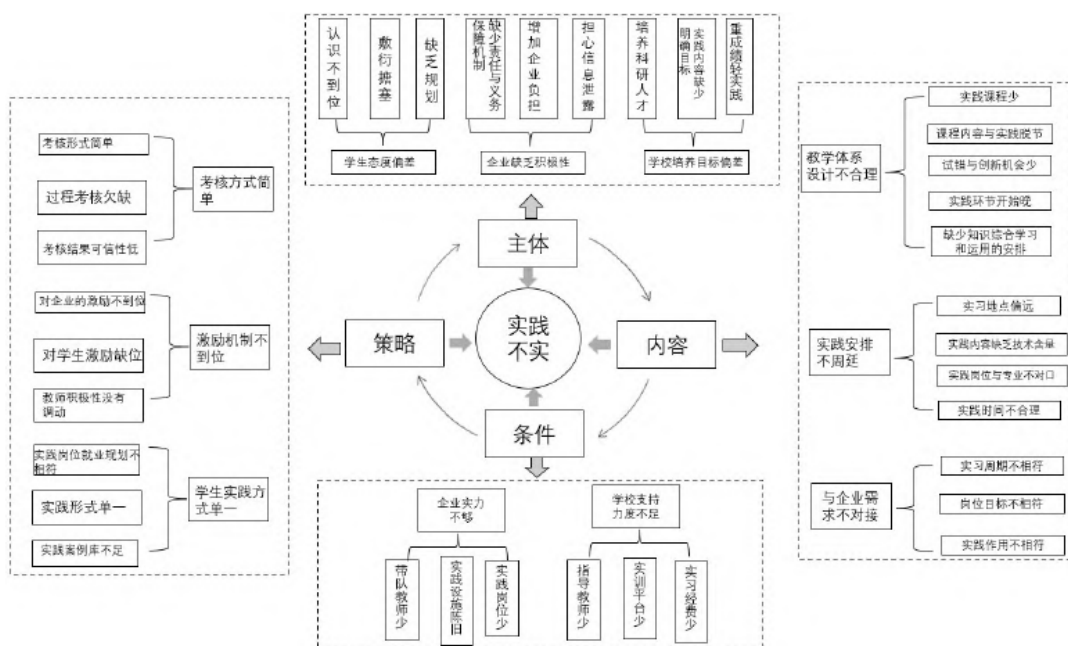 认识不到位
敷衍搪塞
缺乏规划
缺少责任与义务
保障机制
增加企业负担
担心信息泄露
培养科研人才
实践内容缺少
明确目标
重成绩轻实践
学生态度偏差
企业缺乏积极性
学校培养目标偏差
考核形式简单
过程考核欠缺
考核结果可信性低
考核方式简
单
对企业的激励不到位
对学生激励缺位
教师积极性没有
调动
激励机制不
到位
实践岗位就业规划不
相符
实践形式单一
实践案例库不足
学生实践方
式单一
主体
策略
实践
不实
内容
条件
教学体系
设计不合理
实践课程少
课程内容与实践脱节
试错与创新机会少
实践环节开始晚
缺少知识综合学习
和运用的安排
实践安排
不周延
实习地点偏远
实践内容缺乏技术含量
实践岗位与专业不对口
实践时间不合理
与企业需
求不对接
实习周期不相符
岗位目标不相符
实践作用不相符
企业实力
不够
学校支持
力度不足
带队教师少
实践设施陈旧
实践岗位少
指导教师少
实训平台少
实习经费少